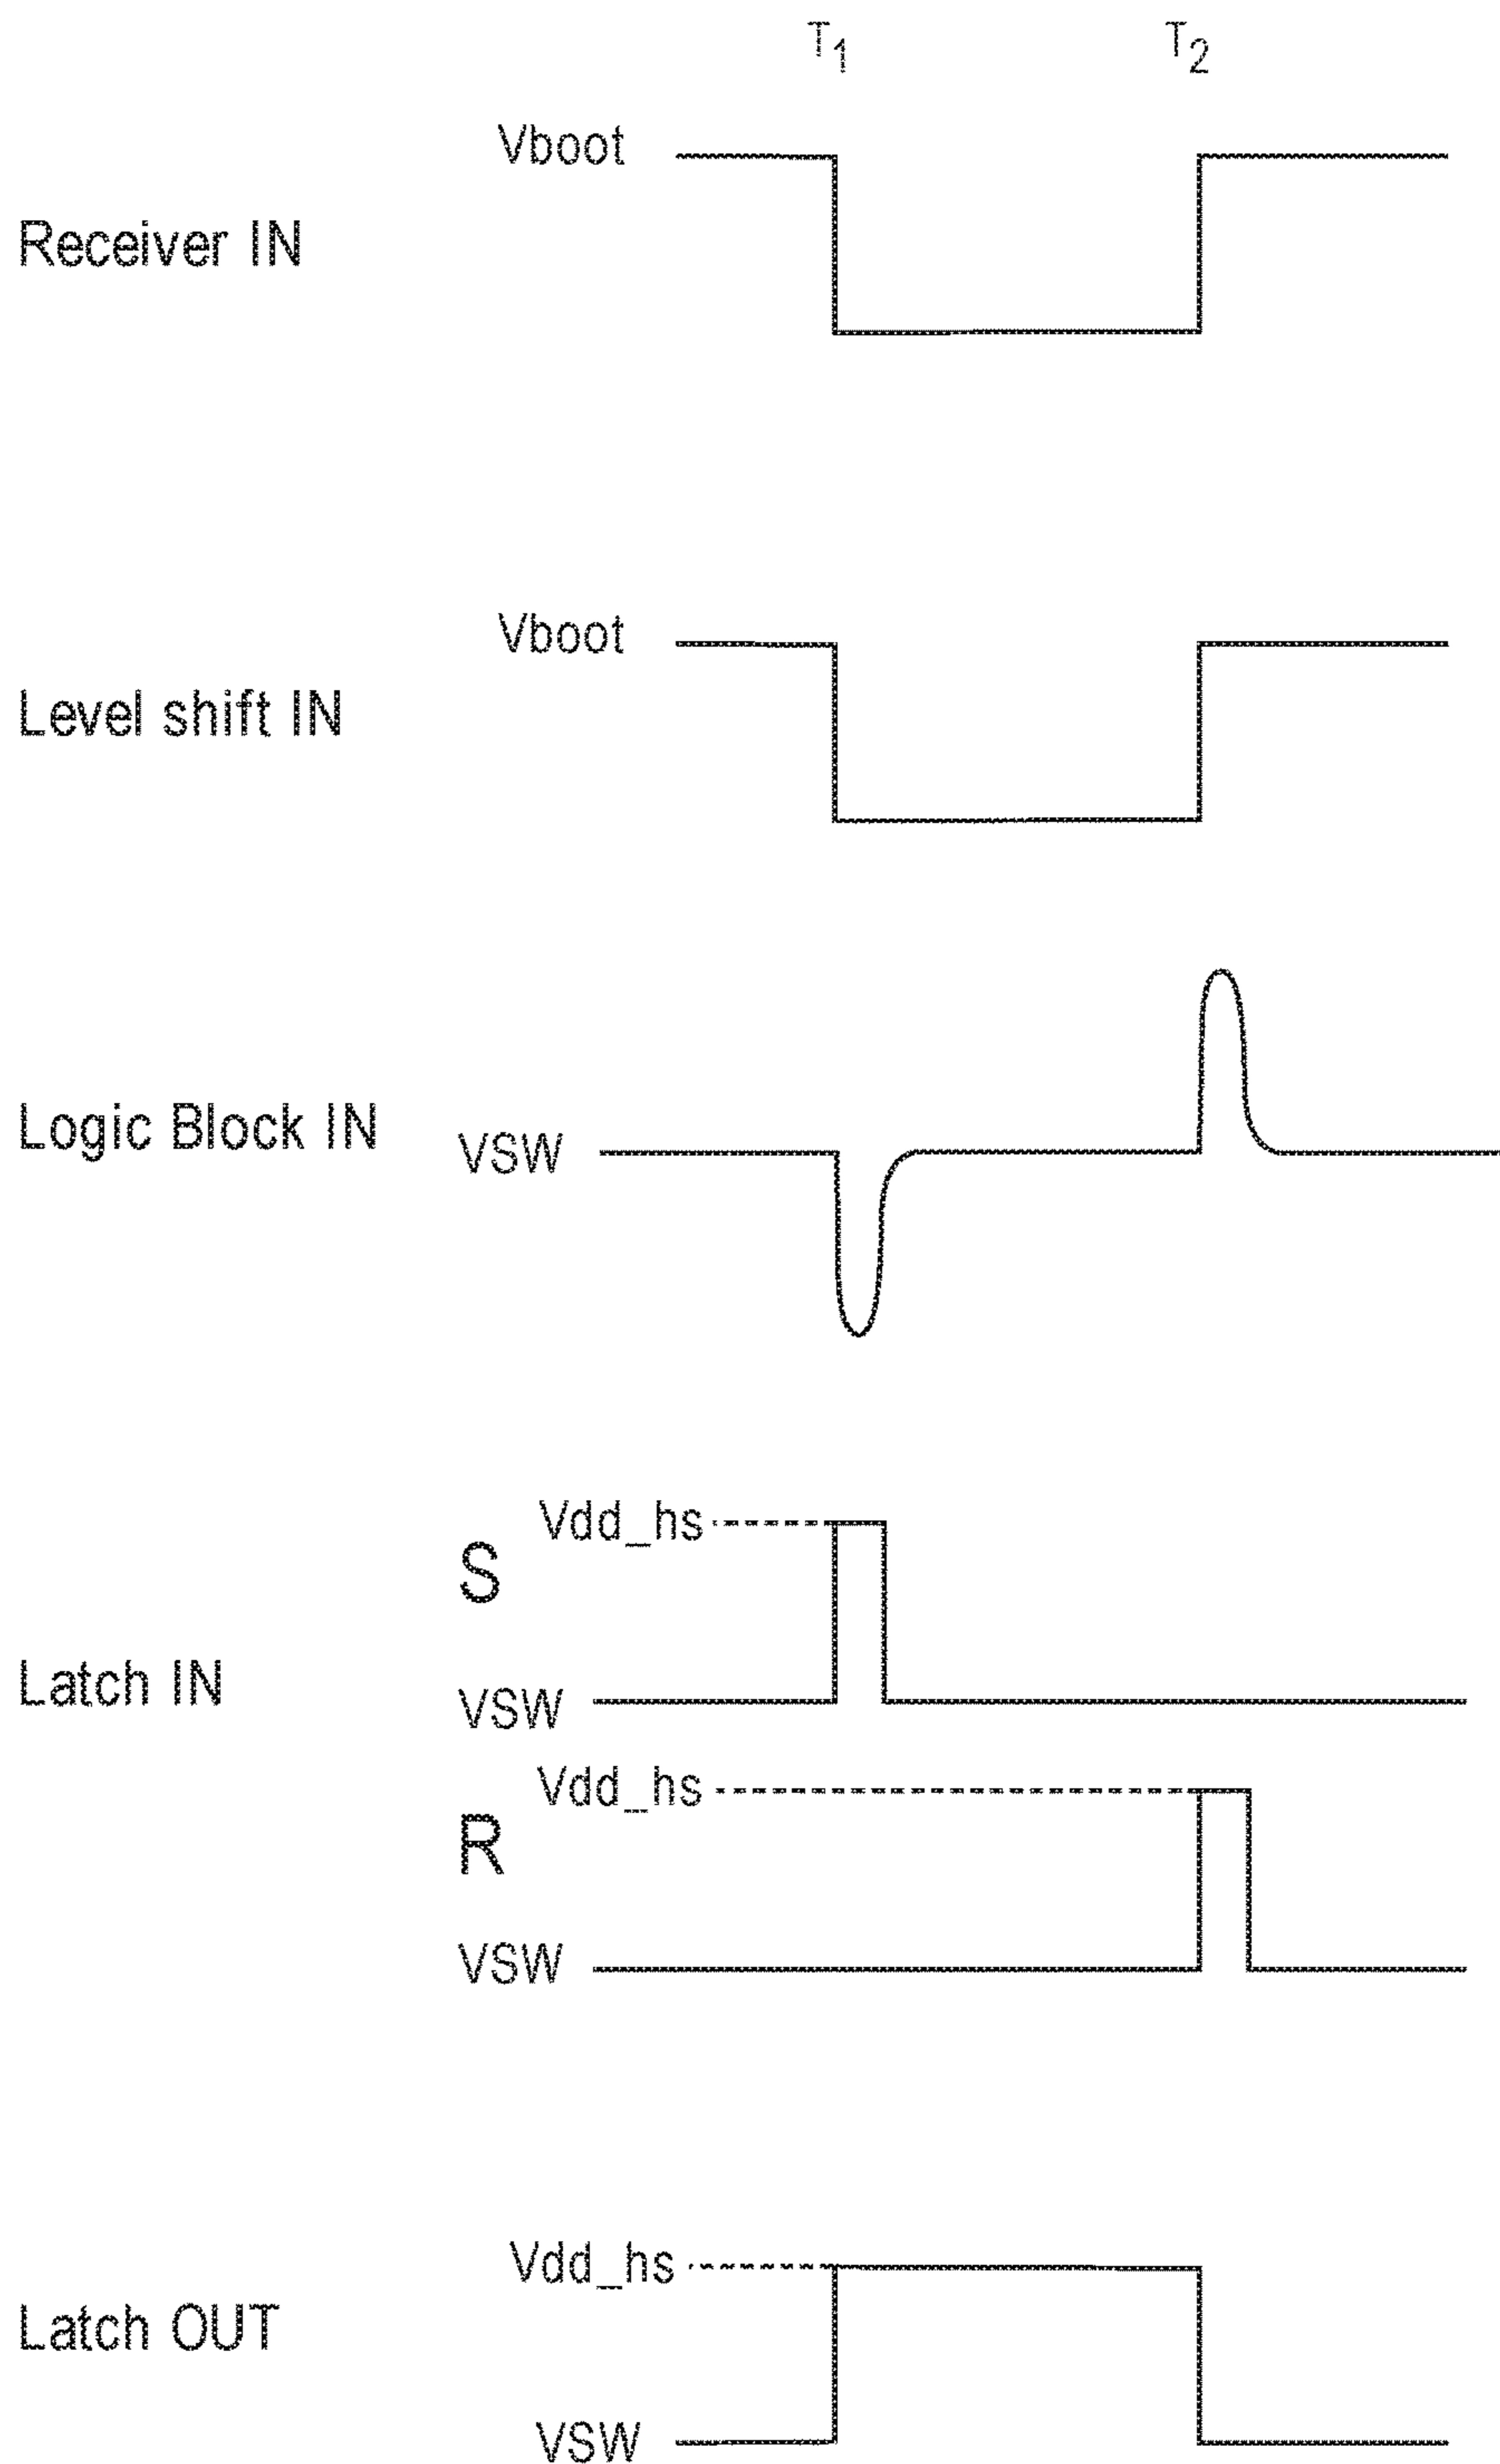 T1 T2
Vboot
Receiver IN
Vboot
Level shift IN
Logic Block IN
VSW
Vdd_hs
S
Latch IN
VSW
Vdd_hs
R
VSW
Vdd_hs
Latch OUT
VSW